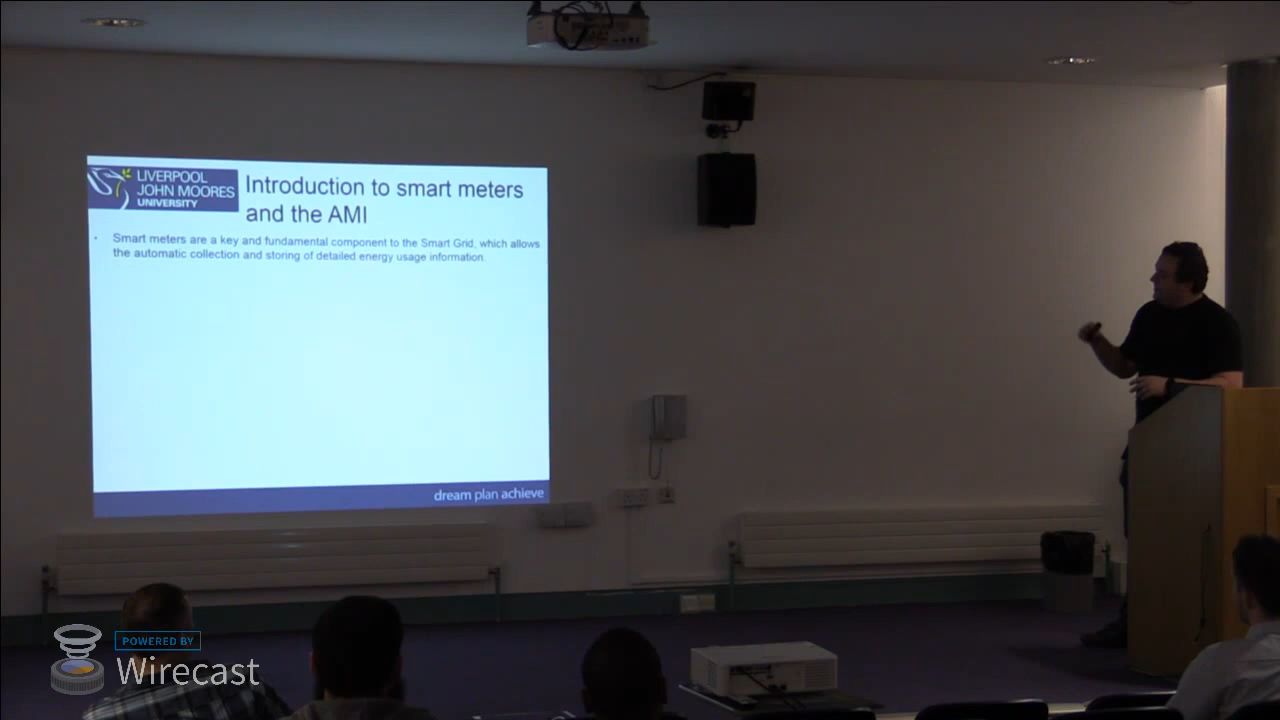 LIVERPOOL
JOHN MOORES
UNIVERSITY
Introduction to smart meters
and the AMI
· Smart meters are a key and fundamental component to the Smart Grid, which allows
the automatic collection and storing of detailed energy usage information.
dream plan achieve
POWERED BY
Wirecast